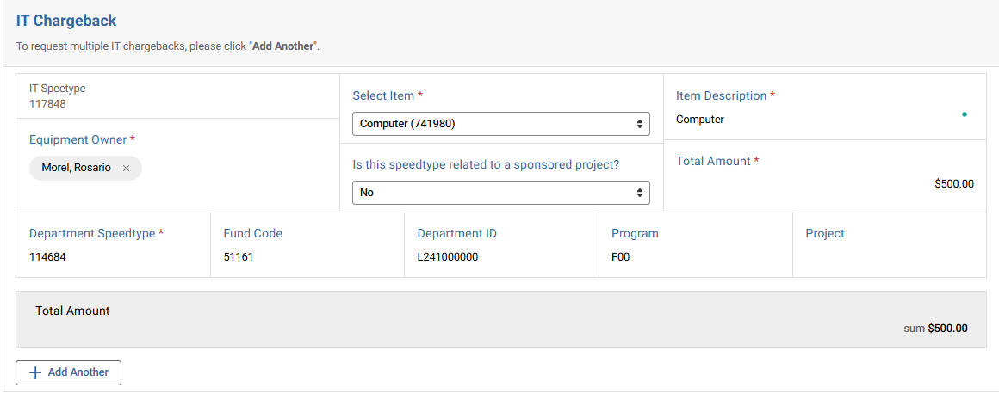 IT Chargeback
To request multiple IT chargebacks, please click "Add Another".
IT Speetype
117848
Equipment Owner *
Morel, Rosario ×
Select Item *
Computer (741980)
Is this speedtype related to a sponsored project?
No
Item Description *
Computer
Total Amount *
$500.00
Department Speedtype *
114684
Fund Code
51161
Department ID
L241000000
Program
F00
Project
Total Amount
sum $500.00
+ Add Another